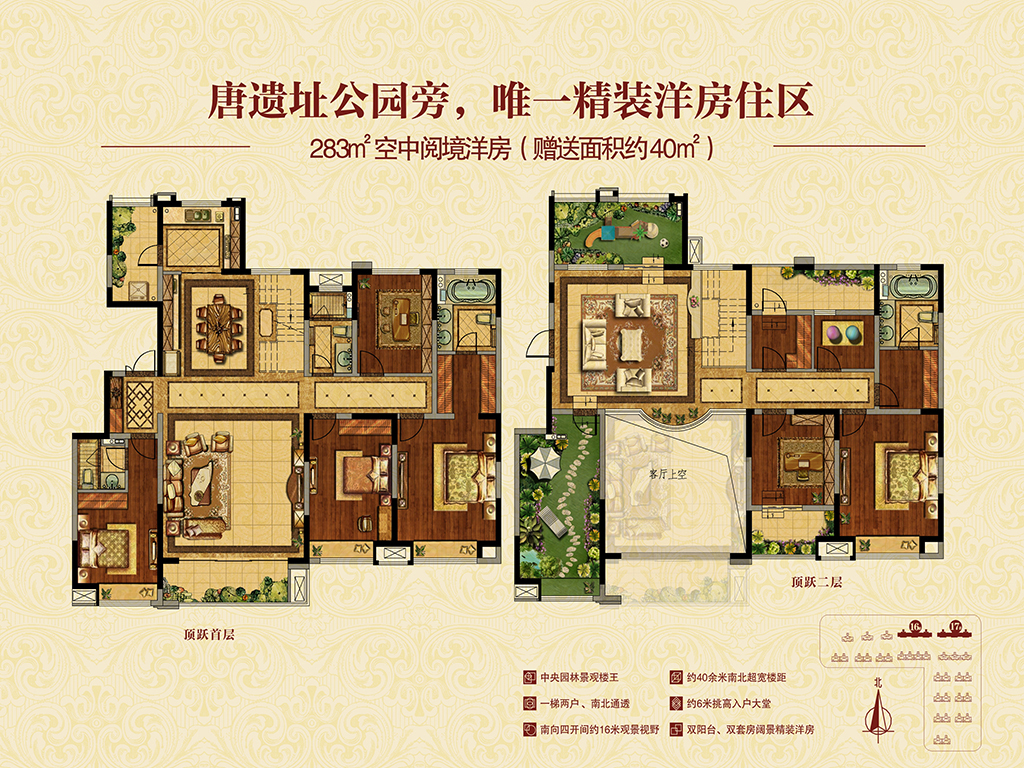 唐遗址公园旁，唯一精装洋房住区
283㎡空中阅境洋房（赠送面积约40㎡）
客厅上空
顶跃首层
顶跃二层
中央园林景观楼王
一梯两户、南北通透
南向四开间约16米观景视野
约40余米南北超宽楼距
约6米挑高入户大堂
双阳台、双套房阔景精装洋房
北
16#
17#